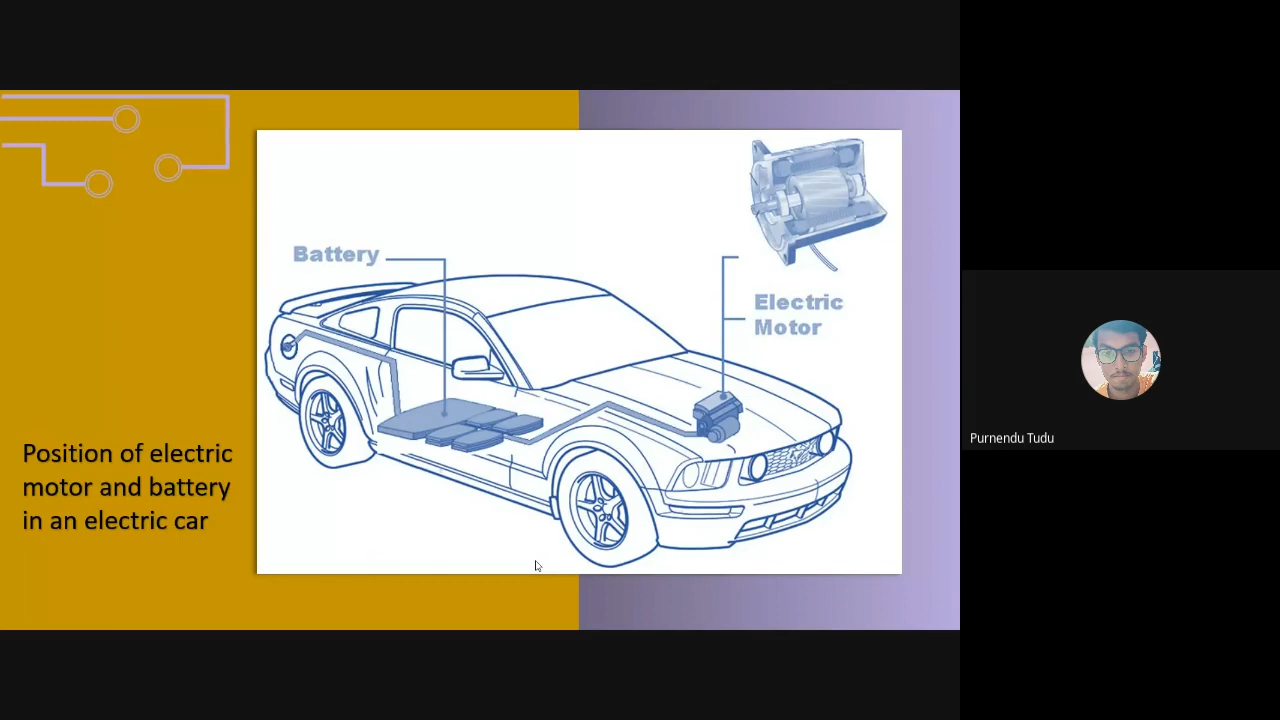 Battery
Electric
Motor
Position of electric
motor and battery
in an electric car
Purnendu Tudu